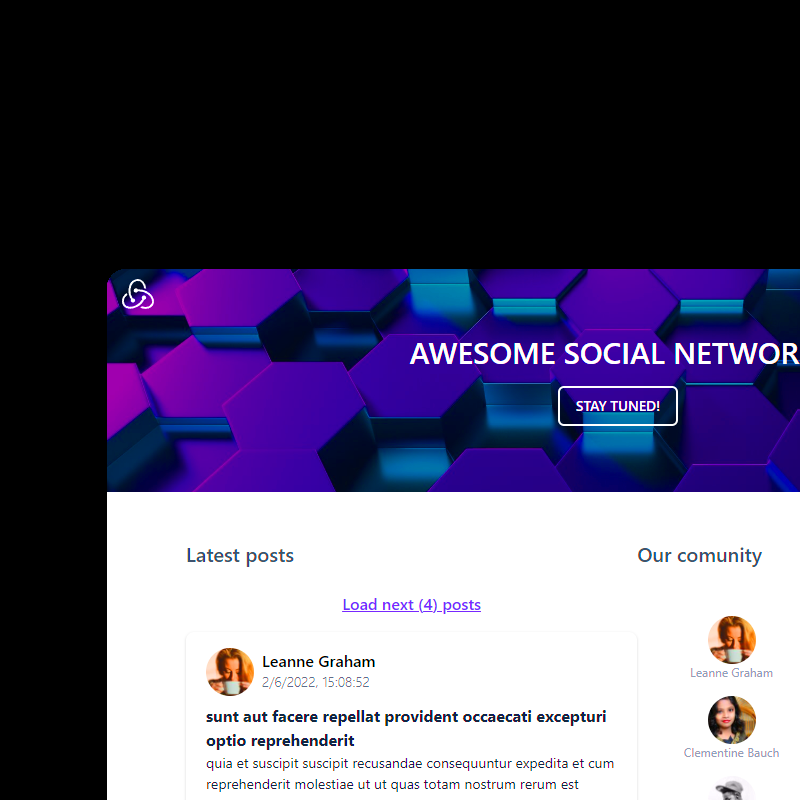 AWESOME SOCIAL NETWOR
STAY TUNED!
Latest posts
Our comunity
Load next (4) posts
Leanne Graham
2/6/2022, 15:08:52
sunt aut facere repellat provident occaecati excepturi
optio reprehenderit
quia et suscipit suscipit recusandae consequuntur expedita et cum
reprehenderit molestiae ut ut quas totam nostrum rerum est
Leanne Graham
Clementine Bauch